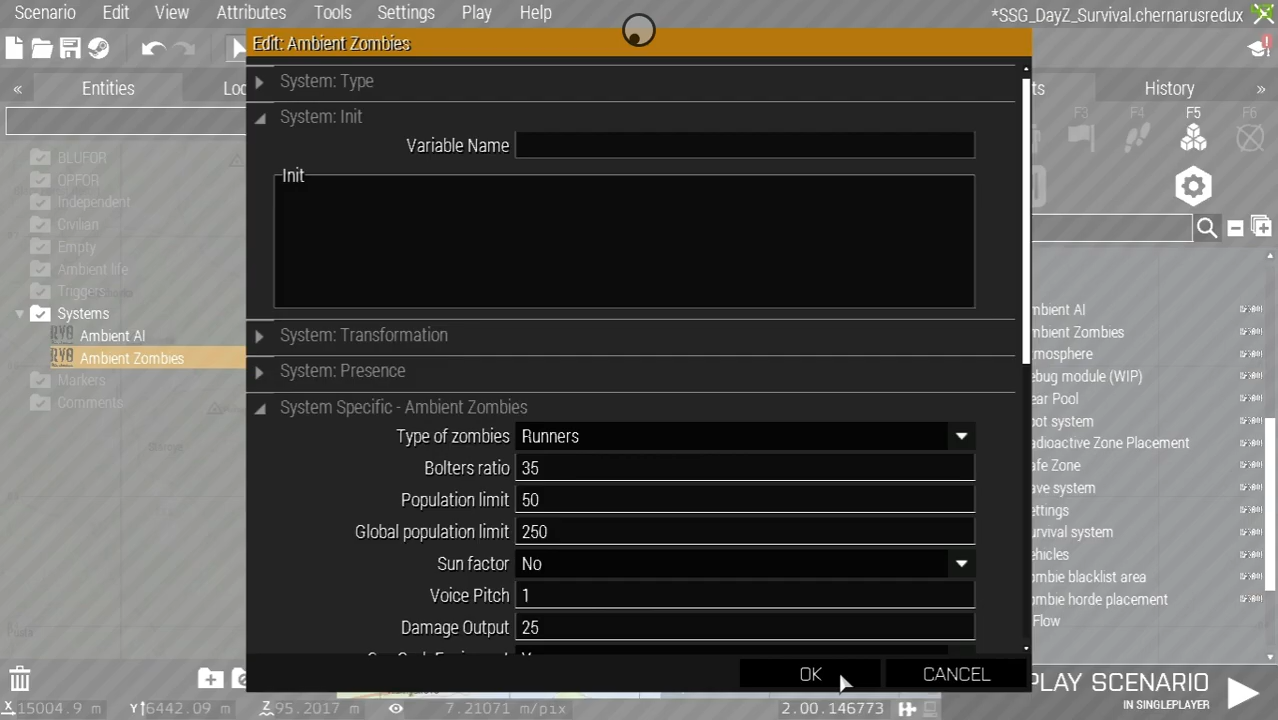 Scenario Edit View Attributes Tools Settings Play Help
*SSG_DayZ_Survival.chernarusredux
Edit: Ambient Zombies
Entities
History
System: Type
F3 F4 F5 F6
System: Init
Variable Name
Init
BLUFOR
OPFOR
Independent
Civilian
Empty
Ambient life
Triggers
Systems
Ambient AI
Ambient Zombies
Markers
Comments
System: Transformation
System: Presence
System Specific - Ambient Zombies
Type of zombies Runners
Bolters ratio 35
Population limit 50
Global population limit 250
Sun factor No
Voice Pitch 1
Damage Output 25
OK CANCEL
mbient AI
mbient Zombies
tmosphere
ebug module (WIP)
ear Pool
oot system
adioactive Zone Placement
afe Zone
ave system
ettings
urvival system
ehicles
ombie blacklist area
ombie horde placement
Flow
PLAY SCENARIO
IN SINGLEPLAYER
X 15004.9 m Y 6442.09 m Z 95.2017 m 7.21071 m/pix 2.00.146773